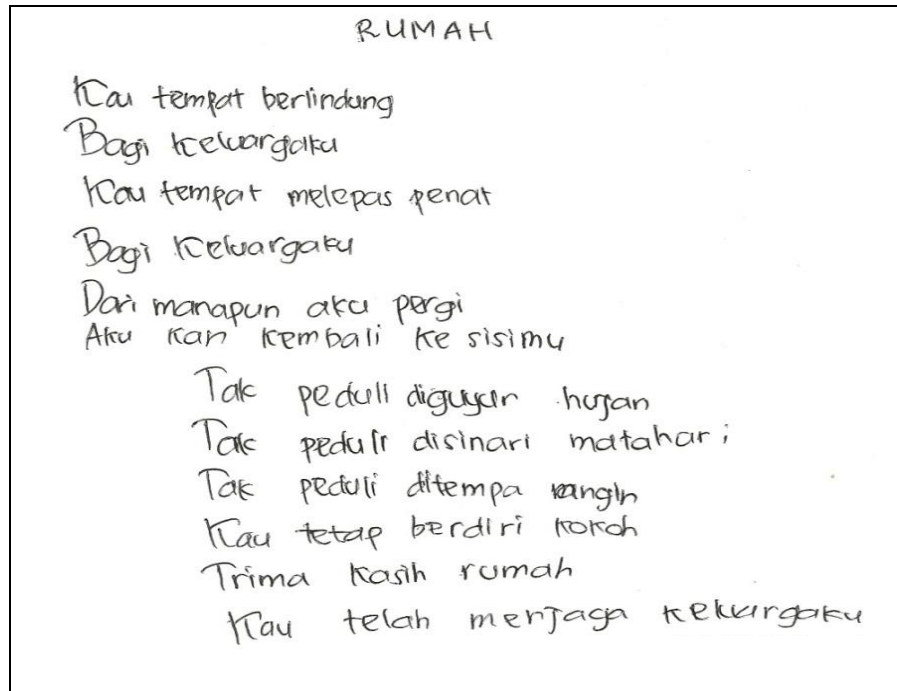 RUMAH
Kau tempat berlindung
Bagi keluargaku
Kau tempat melepas penat
Bagi keluargaku
Dari manapun aku pergi
Aku kan kembali ke sisimu
Tak peduli diguyur hujan
Tak peduli disinari matahari
Tak peduli ditempa angin
Kau tetap berdiri kokoh
Trima kasih rumah
Kau telah menjaga keluargaku